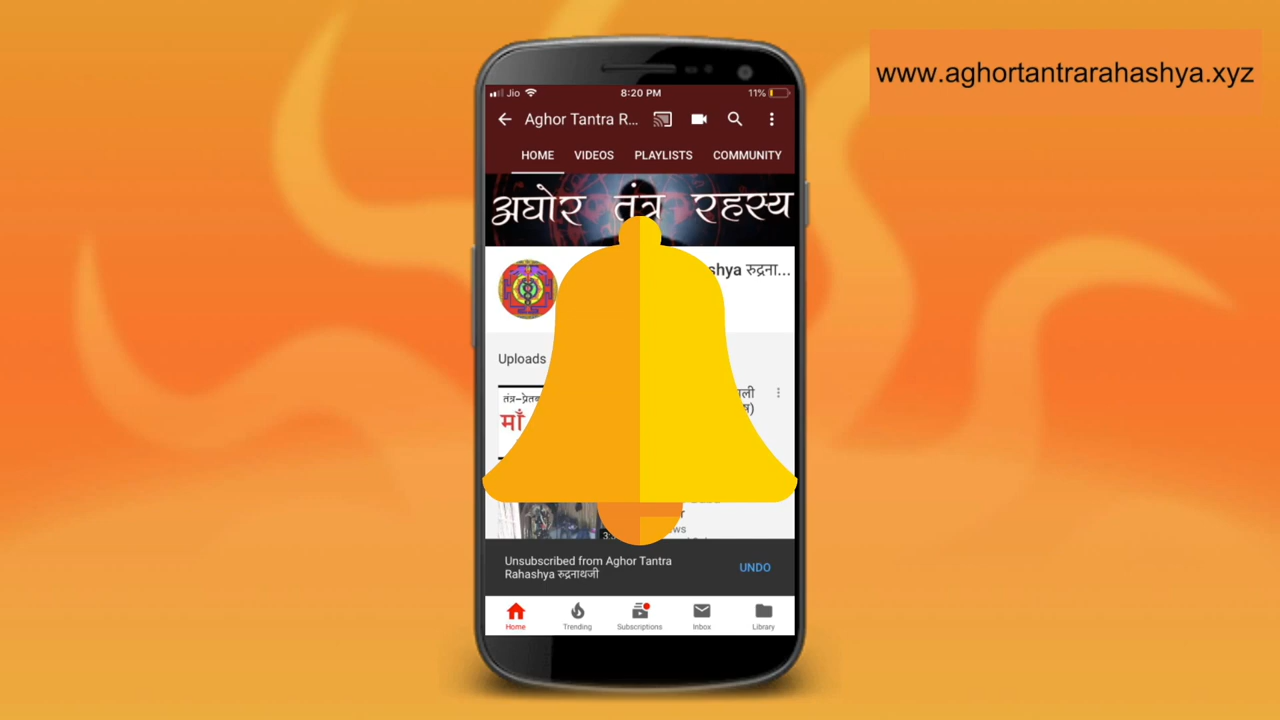 www.aghortantrarahashya.xyz
Jio 8:20 PM 11%
Aghor Tantra R...
HOME VIDEOS PLAYLISTS COMMUNITY
अघोर तंत्र रहस्य
shya रुद्रना...
Uploads
माँ
Unsubscribed from Aghor Tantra
Rahashya रुद्रनाथजी
UNDO
Home Trending Subscriptions Inbox Library